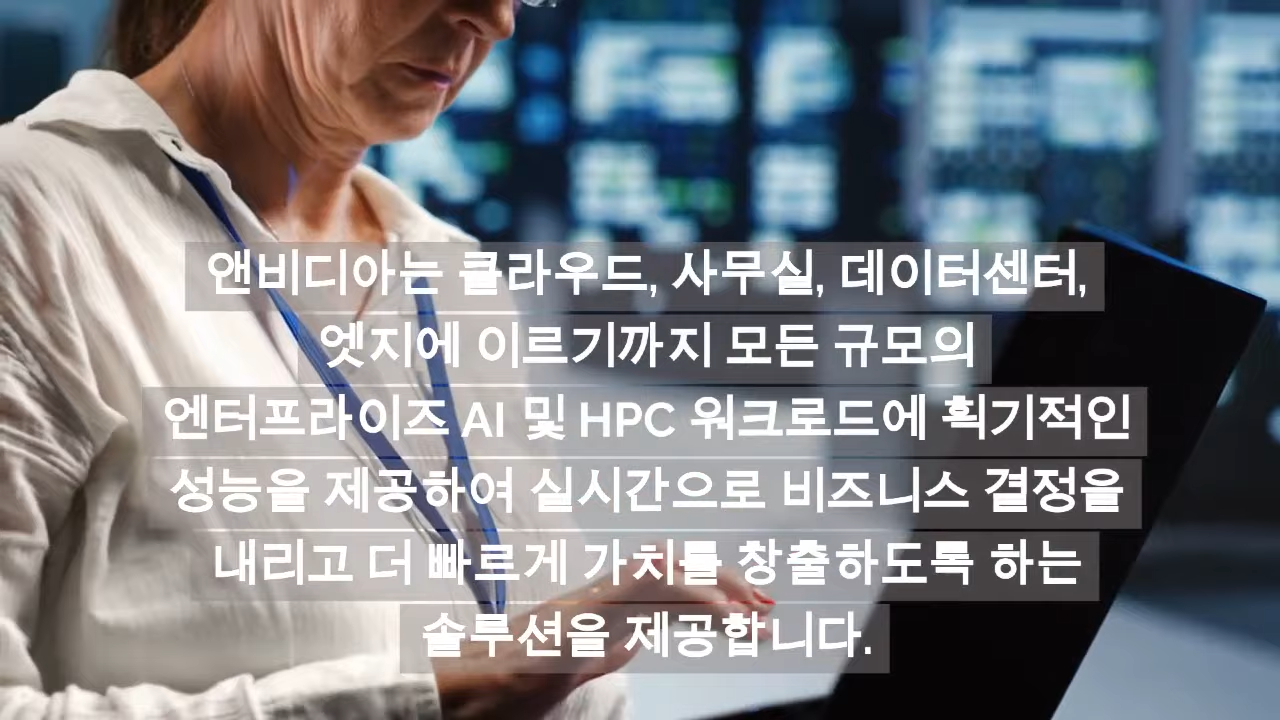 앤비디아는 클라우드, 사무실, 데이터센터,
엣지에 이르기까지 모든 규모의
엔터프라이즈 AI 및 HPC 워크로드에 획기적인
성능을 제공하여 실시간으로 비즈니스 결정을
내리고 더 빠르게 가치를 창출하도록 하는
솔루션을 제공합니다.